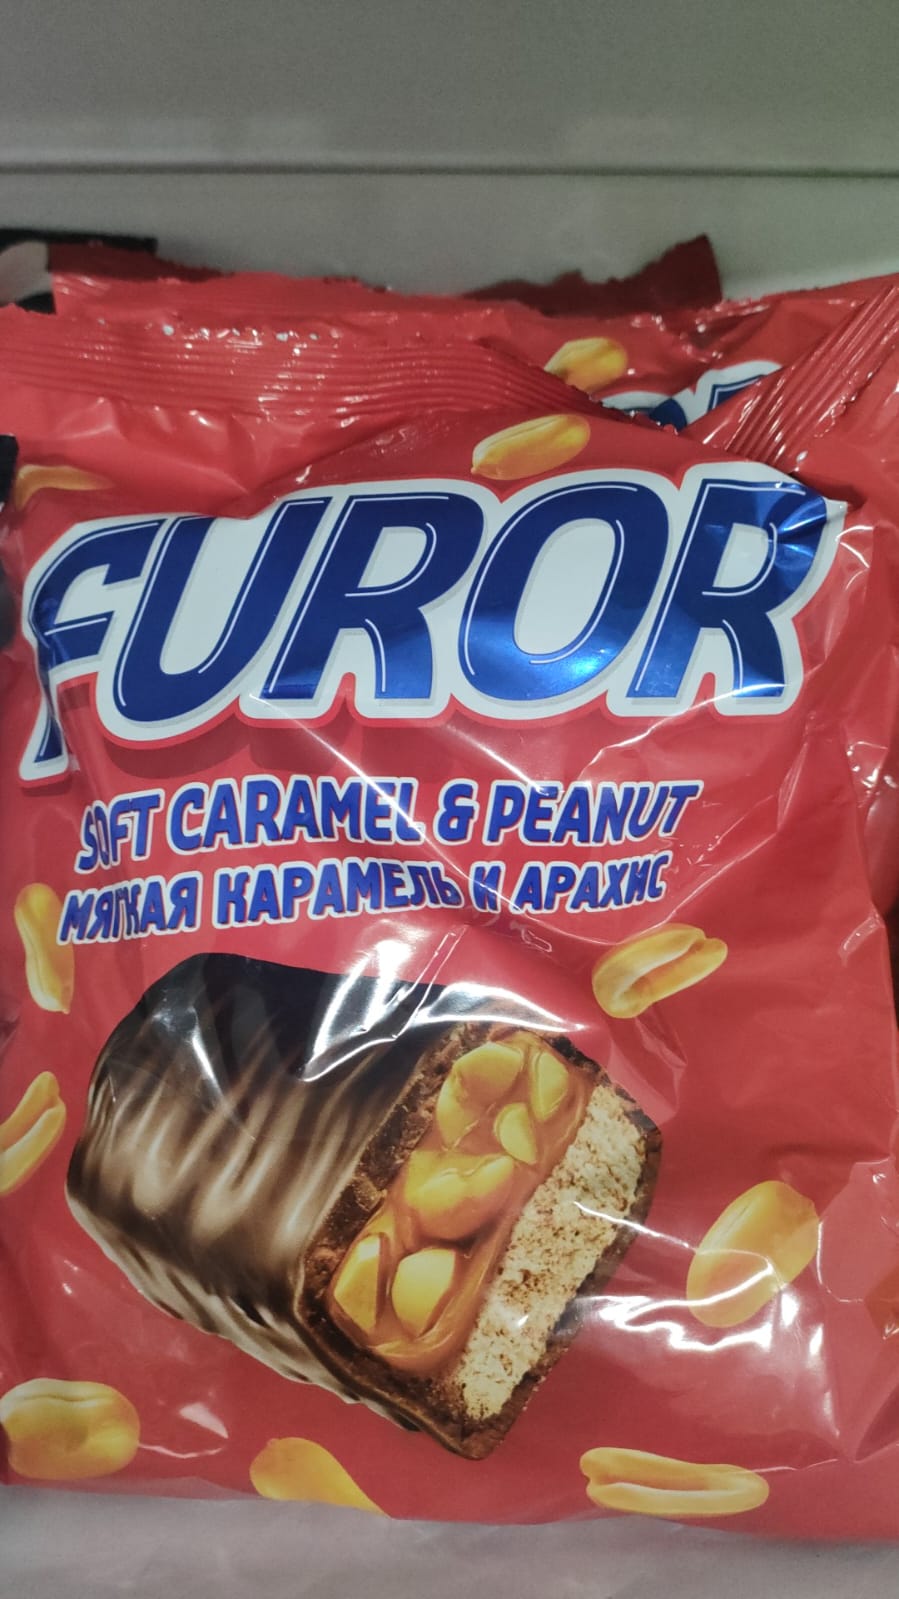 FUROR
SOFT CARAMEL & PEANUT
МЯГКАЯ КАРАМЕЛЬ И АРАХИС